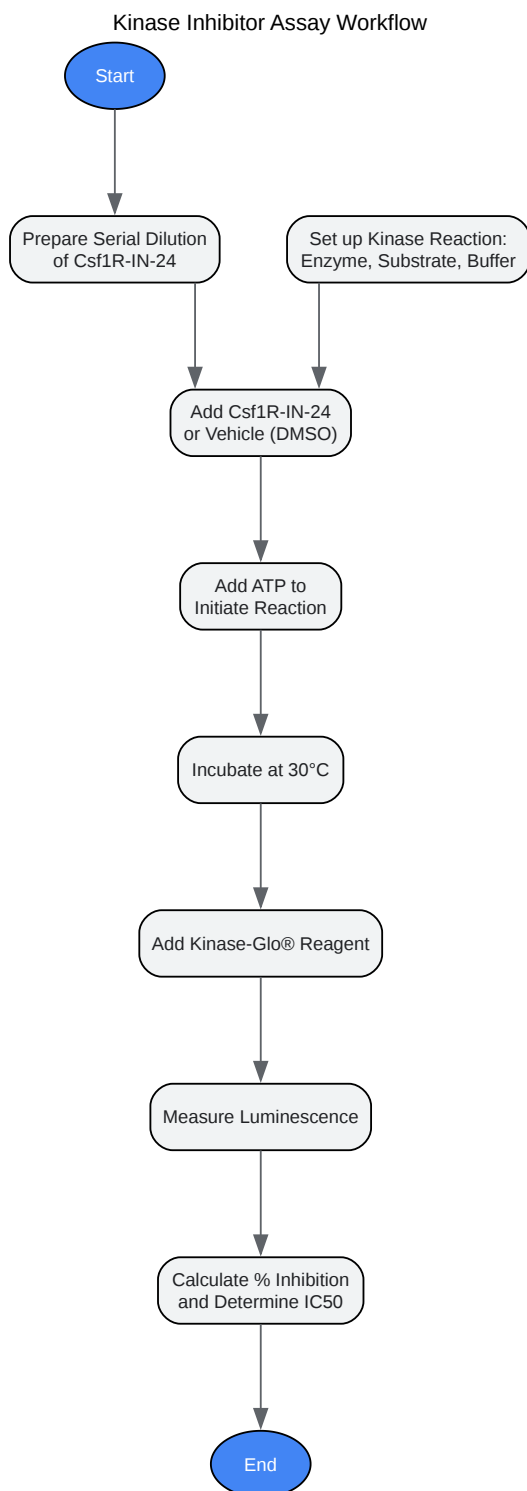 Kinase Inhibitor Assay Workflow
Start
Prepare Serial Dilution
of Csf1R-IN-24
Set up Kinase Reaction:
Enzyme, Substrate, Buffer
Add Csf1R-IN-24
or Vehicle (DMSO)
Add ATP to
Initiate Reaction
Incubate at 30°C
Add Kinase-Glo® Reagent
Measure Luminescence
Calculate % Inhibition
and Determine IC50
End